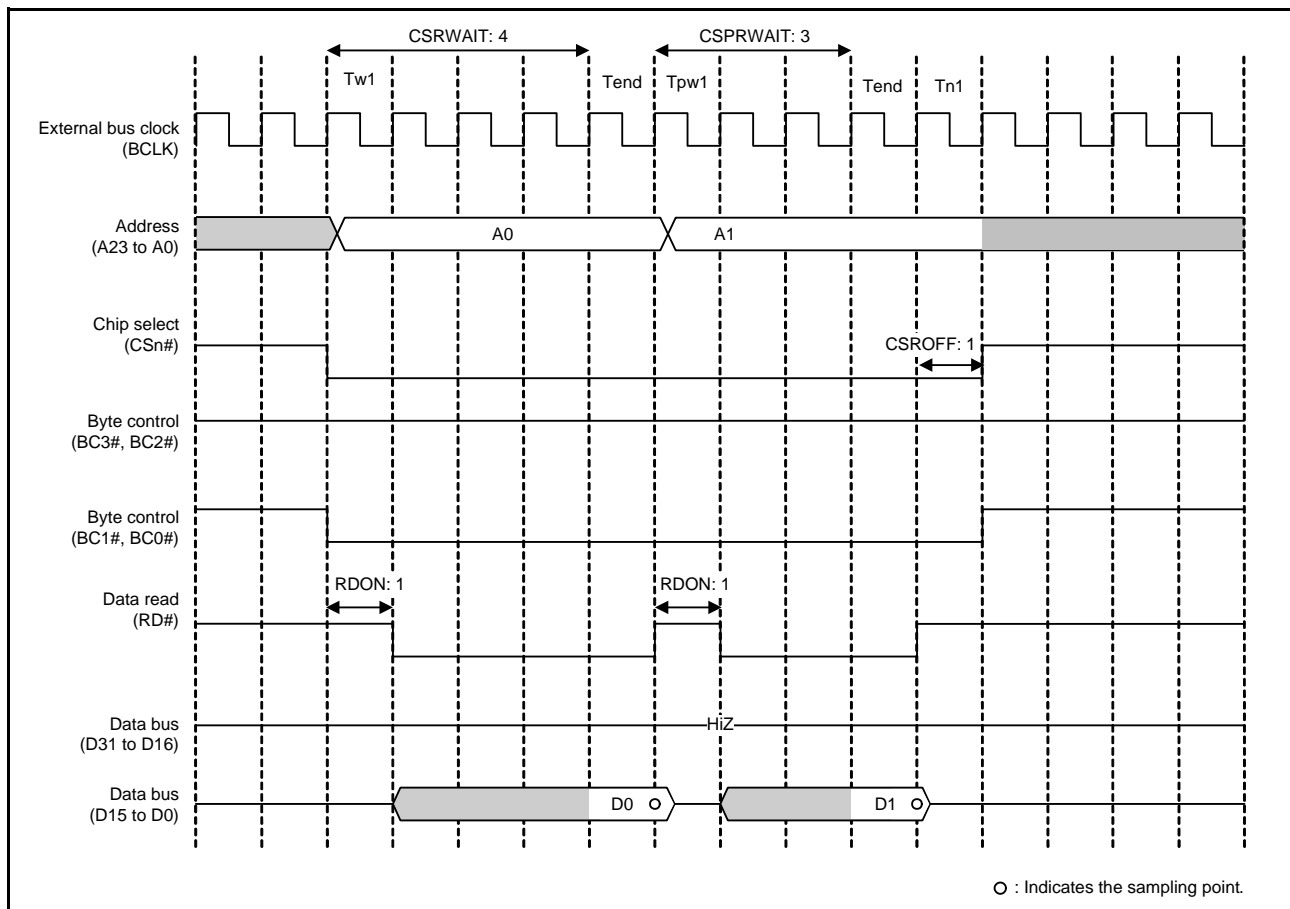 CSRWAIT: 4
CSPRWAIT: 3
Tw1
Tend
Tpw1
Tend
Tn1
External bus clock
(BCLK)
Address
(A23 to A0)
A0
A1
Chip select
(CSn#)
CSROFF: 1
Byte control
(BC3#, BC2#)
Byte control
(BC1#, BC0#)
RDON: 1
RDON: 1
Data read
(RD#)
Data bus
(D31 to D16)
HiZ
Data bus
(D15 to D0)
D0
D1
: Indicates the sampling point.